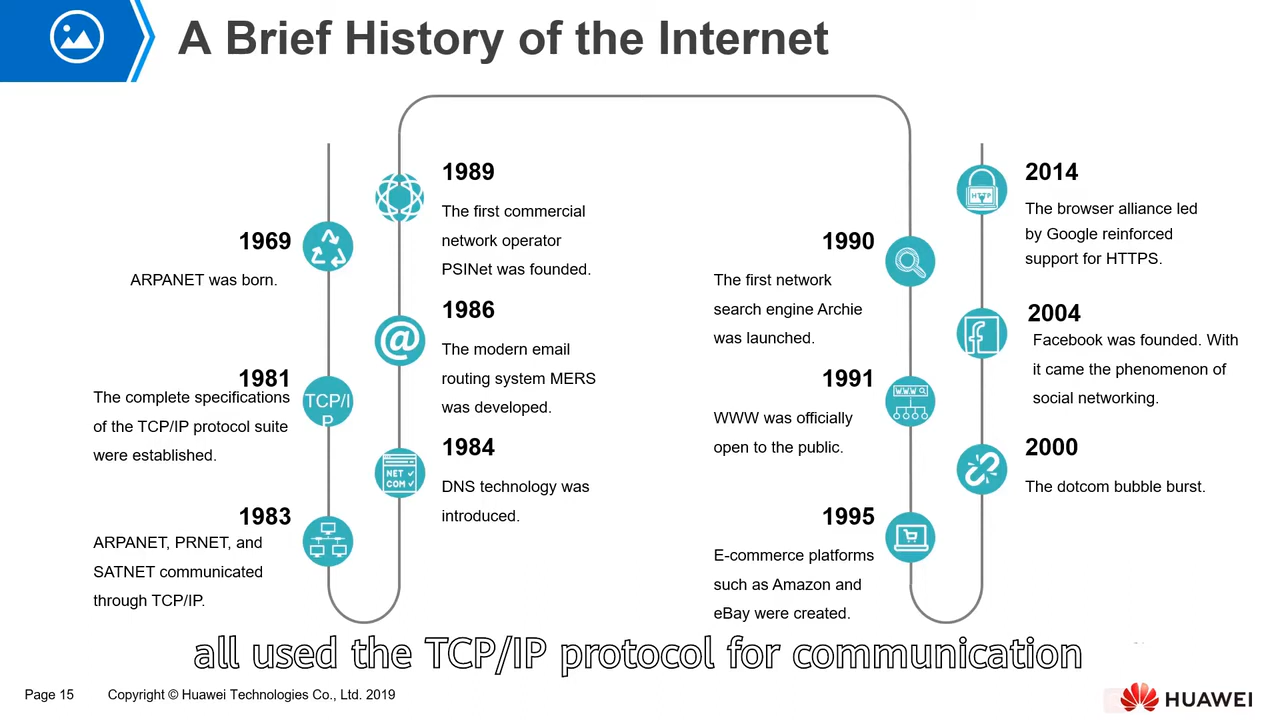 A Brief History of the Internet
1969
ARPANET was born.
1981
The complete specifications
of the TCP/IP protocol suite
were established.
TCP/I
P
1983
ARPANET, PRNET, and
SATNET communicated
through TCP/IP.
1989
The first commercial
network operator
PSINet was founded.
1986
The modern email
routing system MERS
was developed.
@
1984
DNS technology was
introduced.
NET
COM
1990
The first network
search engine Archie
was launched.
1991
WWW was officially
open to the public.
WWW
1995
E-commerce platforms
such as Amazon and
eBay were created.
2014
The browser alliance led
by Google reinforced
support for HTTPS.
HTTP
2004
Facebook was founded. With
it came the phenomenon of
social networking.
f
2000
The dotcom bubble burst.
all used the TCP/IP protocol for communication
Page 15
Copyright © Huawei Technologies Co., Ltd. 2019
HUAWEI